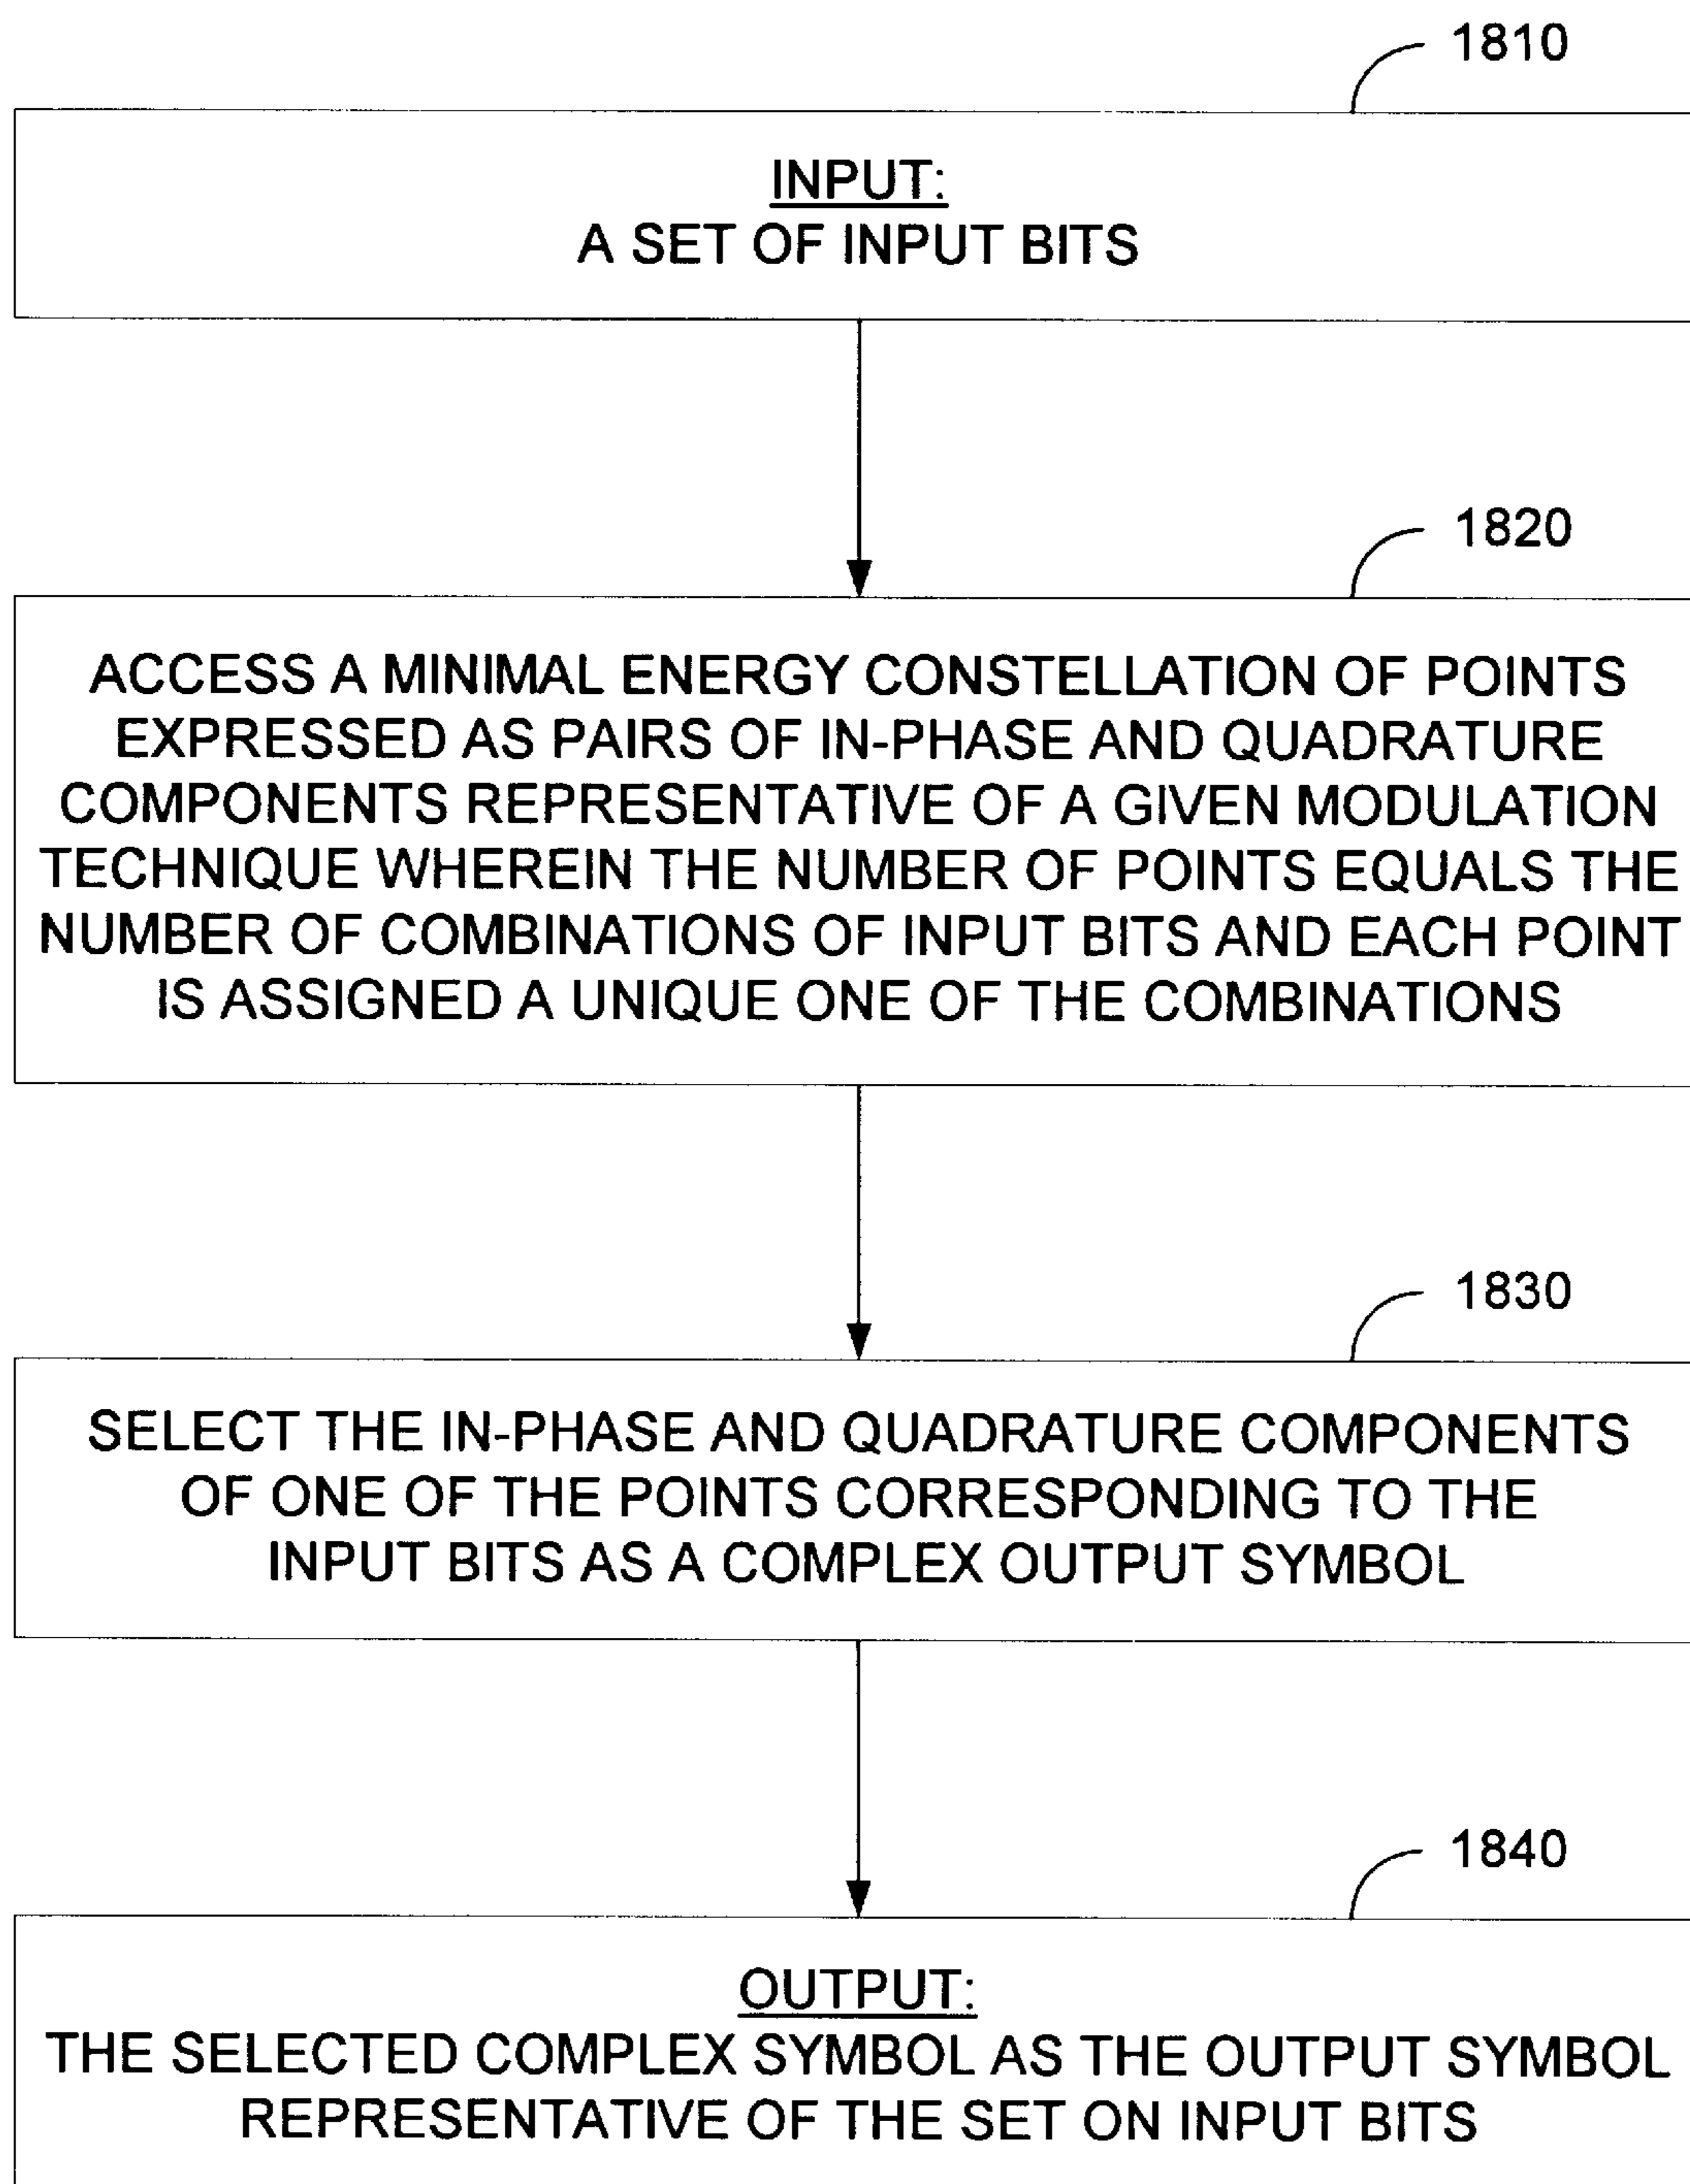 1810
INPUT:
A SET OF INPUT BITS
1820
ACCESS A MINIMAL ENERGY CONSTELLATION OF POINTS
EXPRESSED AS PAIRS OF IN-PHASE AND QUADRATURE
COMPONENTS REPRESENTATIVE OF A GIVEN MODULATION
TECHNIQUE WHEREIN THE NUMBER OF POINTS EQUALS THE
NUMBER OF COMBINATIONS OF INPUT BITS AND EACH POINT
IS ASSIGNED A UNIQUE ONE OF THE COMBINATIONS
1830
SELECT THE IN-PHASE AND QUADRATURE COMPONENTS
OF ONE OF THE POINTS CORRESPONDING TO THE
INPUT BITS AS A COMPLEX OUTPUT SYMBOL
1840
OUTPUT:
THE SELECTED COMPLEX SYMBOL AS THE OUTPUT SYMBOL
REPRESENTATIVE OF THE SET ON INPUT BITS